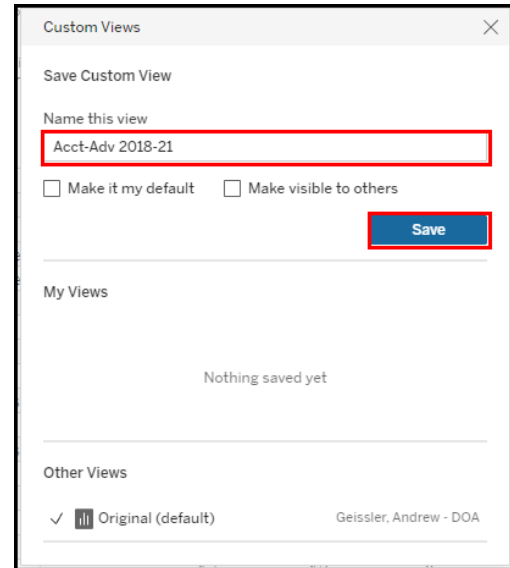 Custom Views
Save Custom View
Name this view
Acct-Adv 2018-21
Make it my default Make visible to others
Save
My Views
Nothing saved yet
Other Views
Original (default) Geissler, Andrew - DOA